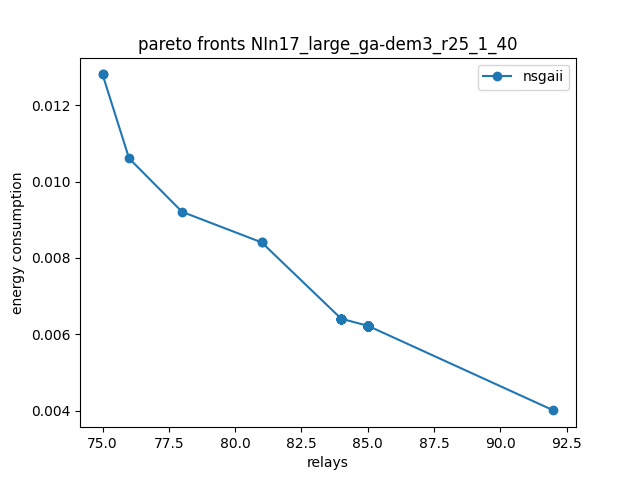 pareto fronts NIn17_large_ga-dem3_r25_1_40
nsgaii
0.012
0.010
0.008
0.006
0.004
energy consumption
75.0 77.5 80.0 82.5 85.0 87.5 90.0 92.5
relays